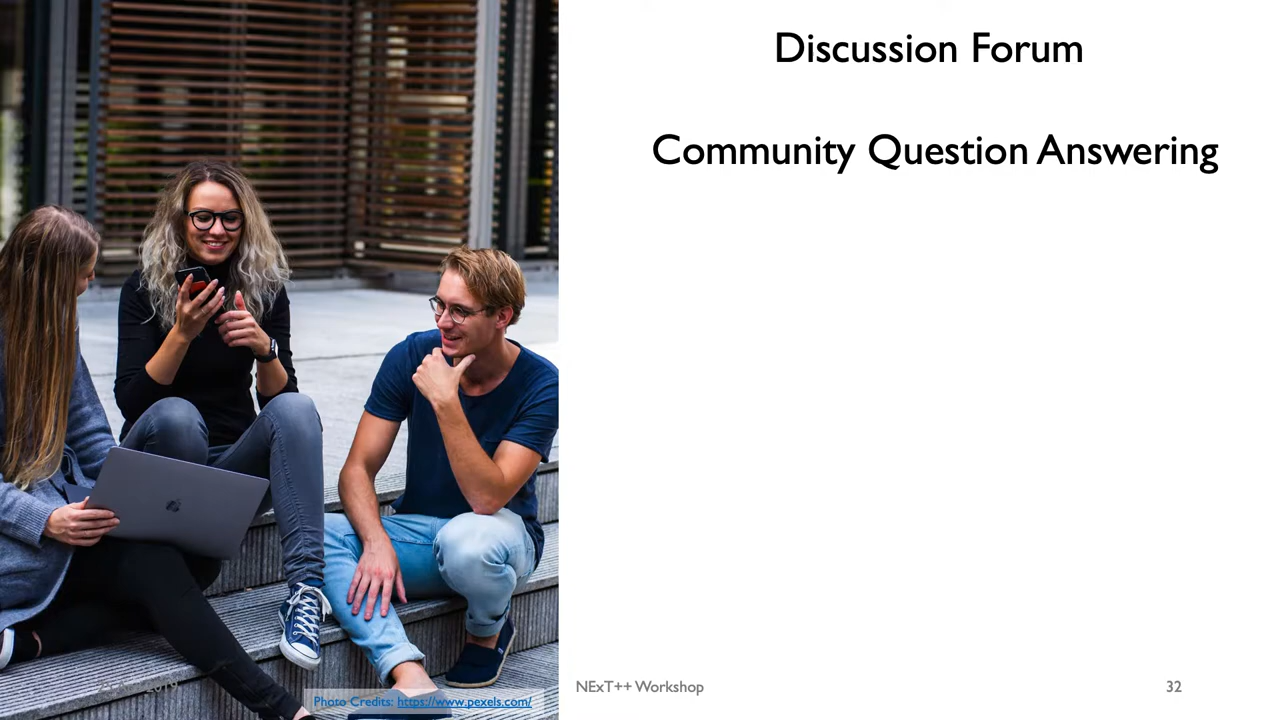 Discussion Forum
Community Question Answering
Photo Credits: https://www.pexels.com/
NExT++ Workshop
32